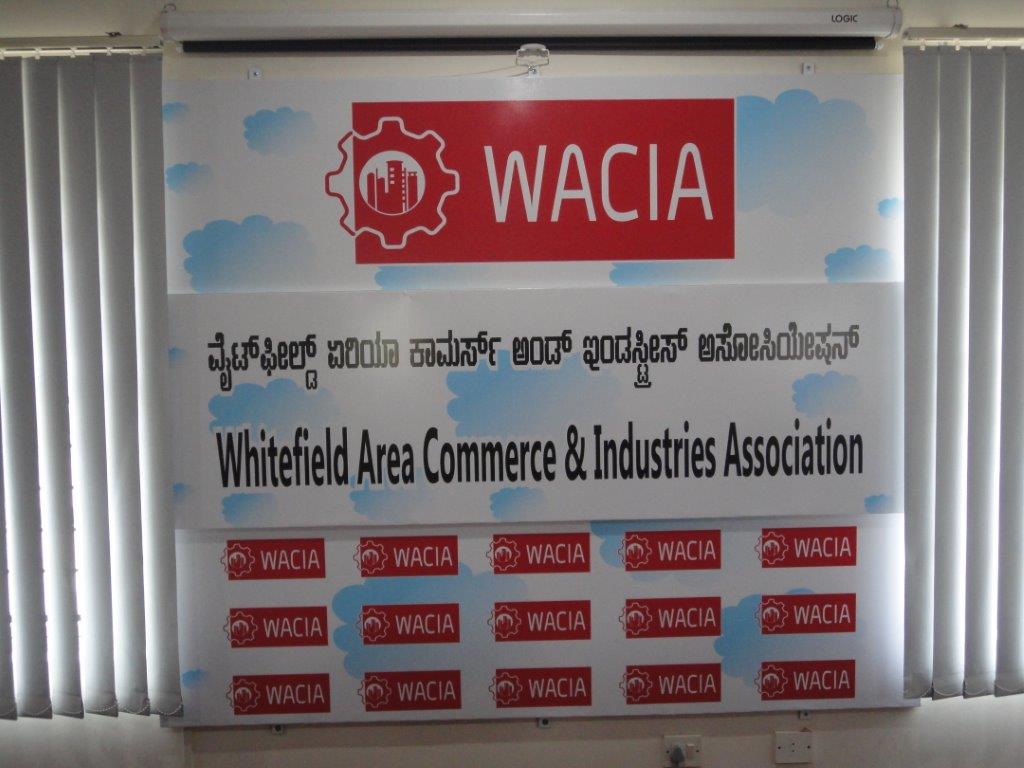 LOGIC
WACIA
ವೈಟ್‌ಫೀಲ್ಡ್ ಏರಿಯಾ ಕಾಮರ್ಸ್ ಅಂಡ್ ಇಂಡಸ್ಟ್ರೀಸ್ ಅಸೋಸಿಯೇಷನ್
Whitefield Area Commerce & Industries Association
WACIA WACIA WACIA WACIA WACIA
WACIA WACIA WACIA WACIA WACIA
WACIA WACIA WACIA WACIA WACIA